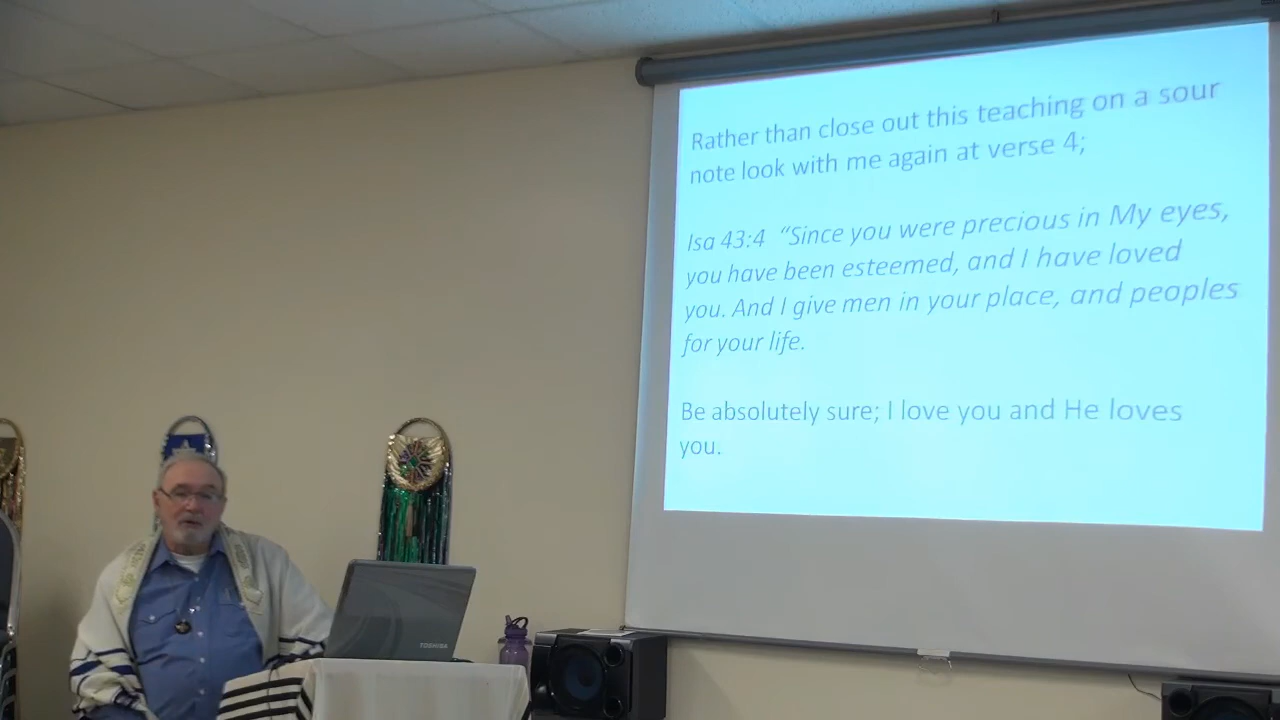 Rather than close out this teaching on a sour
note look with me again at verse 4;
Isa 43:4 “Since you were precious in My eyes,
you have been esteemed, and I have loved
you. And I give men in your place, and peoples
for your life.
Be absolutely sure; I love you and He loves
you.
TOSHIBA